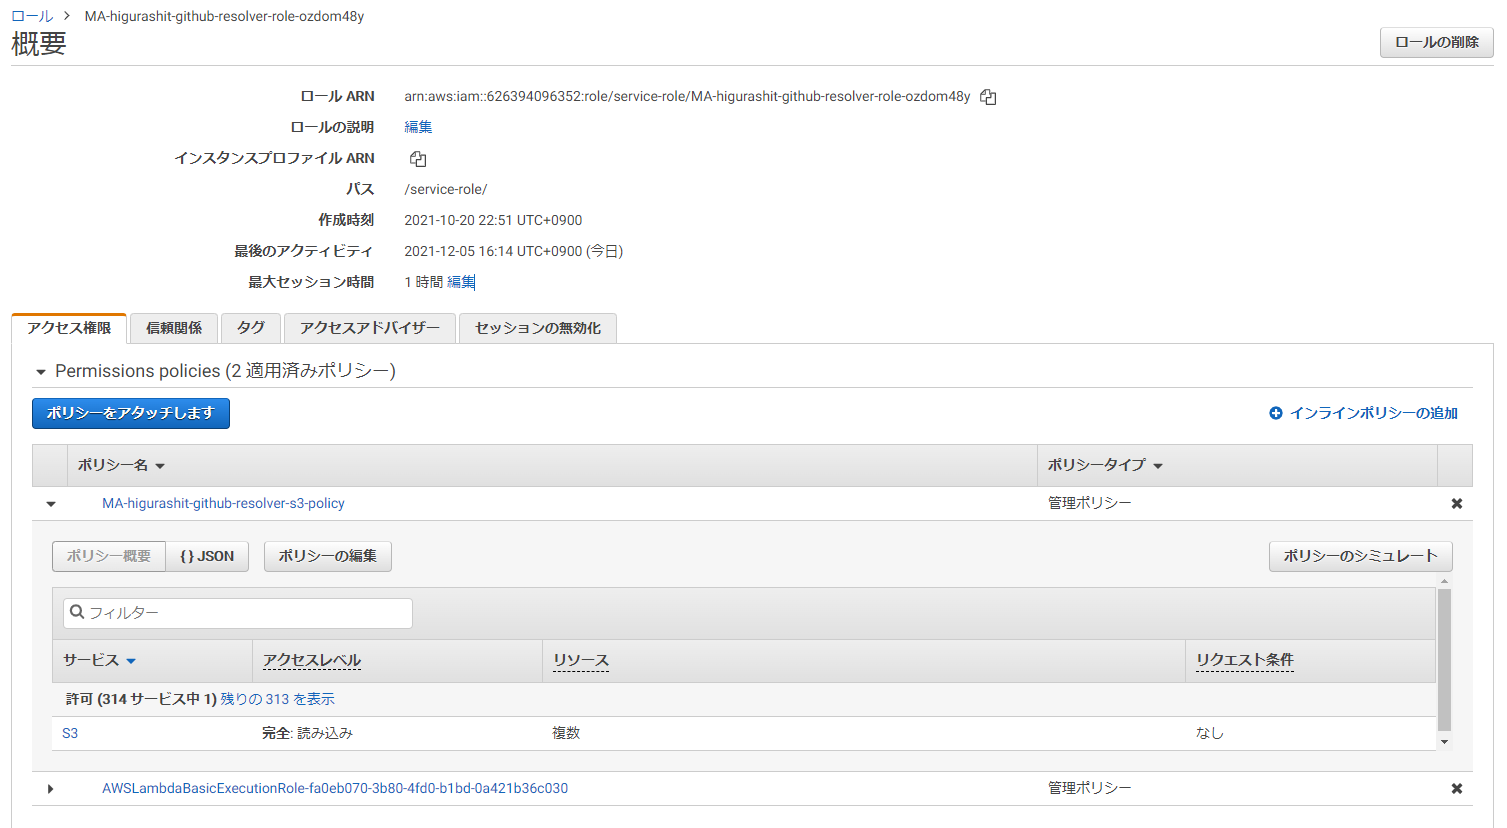 ロール > MA-higurashit-github-resolver-role-ozdom48y
概要
ロールの削除
ロール ARN arn:aws:iam::626394096352:role/service-role/MA-higurashit-github-resolver-role-ozdom48y
ロールの説明 編集
インスタンスプロファイル ARN
パス /service-role/
作成時刻 2021-10-20 22:51 UTC+0900
最後のアクティビティ 2021-12-05 16:14 UTC+0900 (今日)
最大セッション時間 1 時間 編集
アクセス権限 信頼関係 タグ アクセスアドバイザー セッションの無効化
Permissions policies (2 適用済みポリシー)
ポリシーをアタッチします インラインポリシーの追加
ポリシー名 ポリシータイプ
MA-higurashit-github-resolver-s3-policy 管理ポリシー
ポリシー概要 { } JSON ポリシーの編集 ポリシーのシミュレート
フィルター
サービス アクセスレベル リソース リクエスト条件
許可 (314 サービス中 1) 残りの 313 を表示
S3 完全: 読み込み 複数 なし
AWSLambdaBasicExecutionRole-fa0eb070-3b80-4fd0-b1bd-0a421b36c030 管理ポリシー